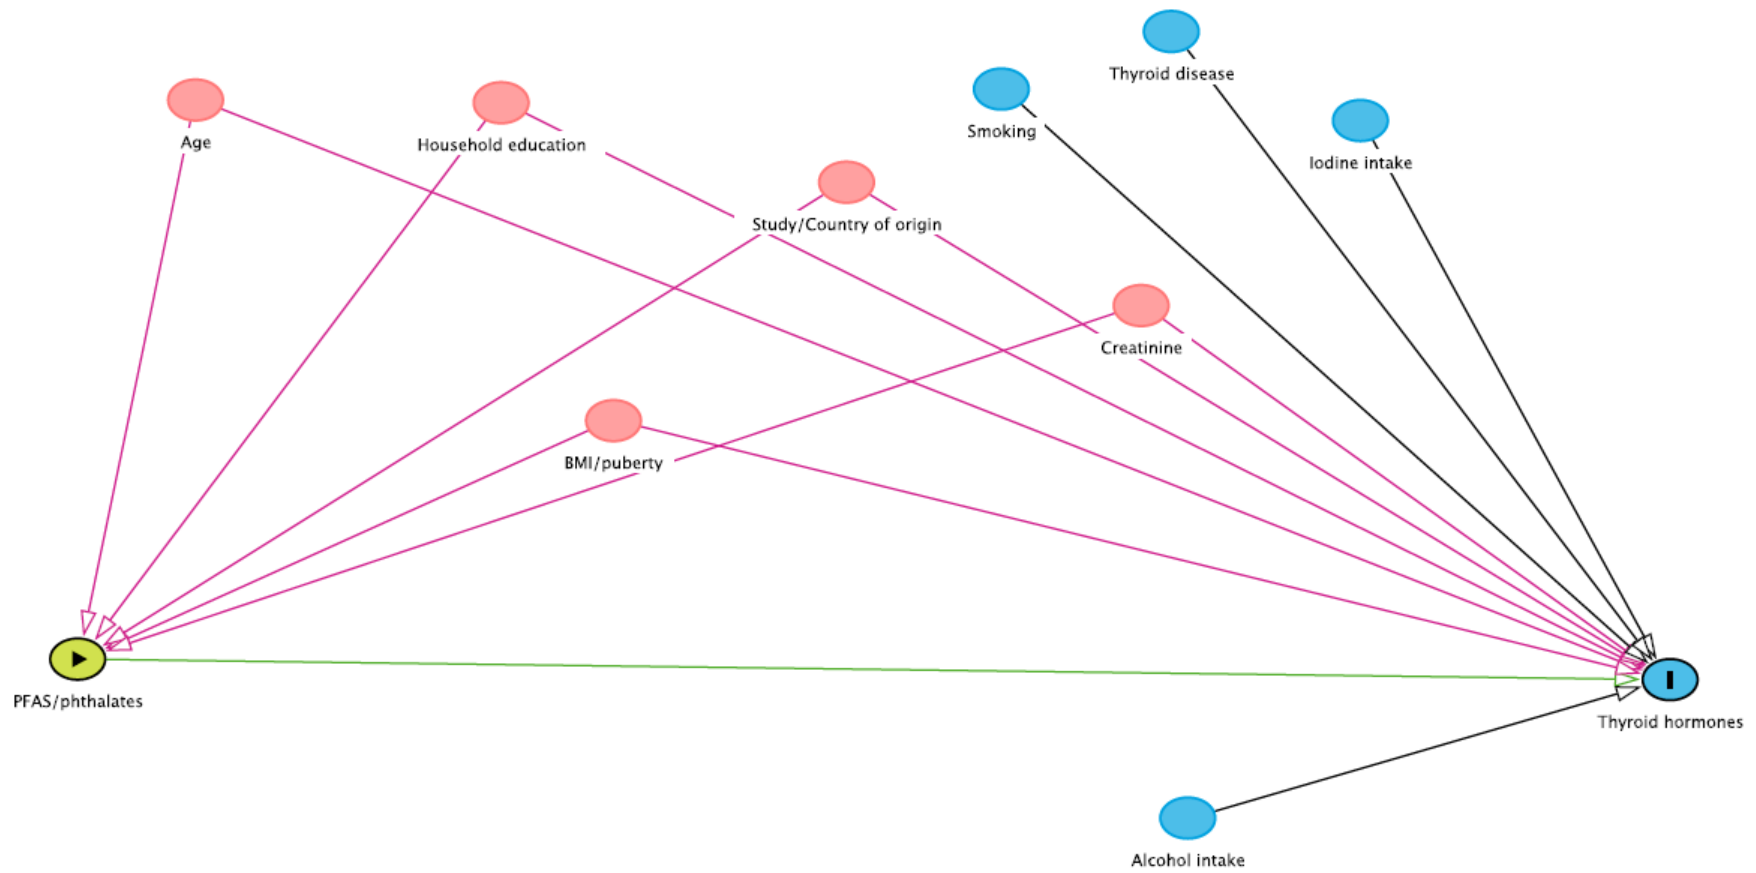 Thyroid disease
Smoking
Age
Household education
Iodine intake
Study/Country of origin
Creatinine
BMI/puberty
PFAS/phthalates
Thyroid hormones
Alcohol intake